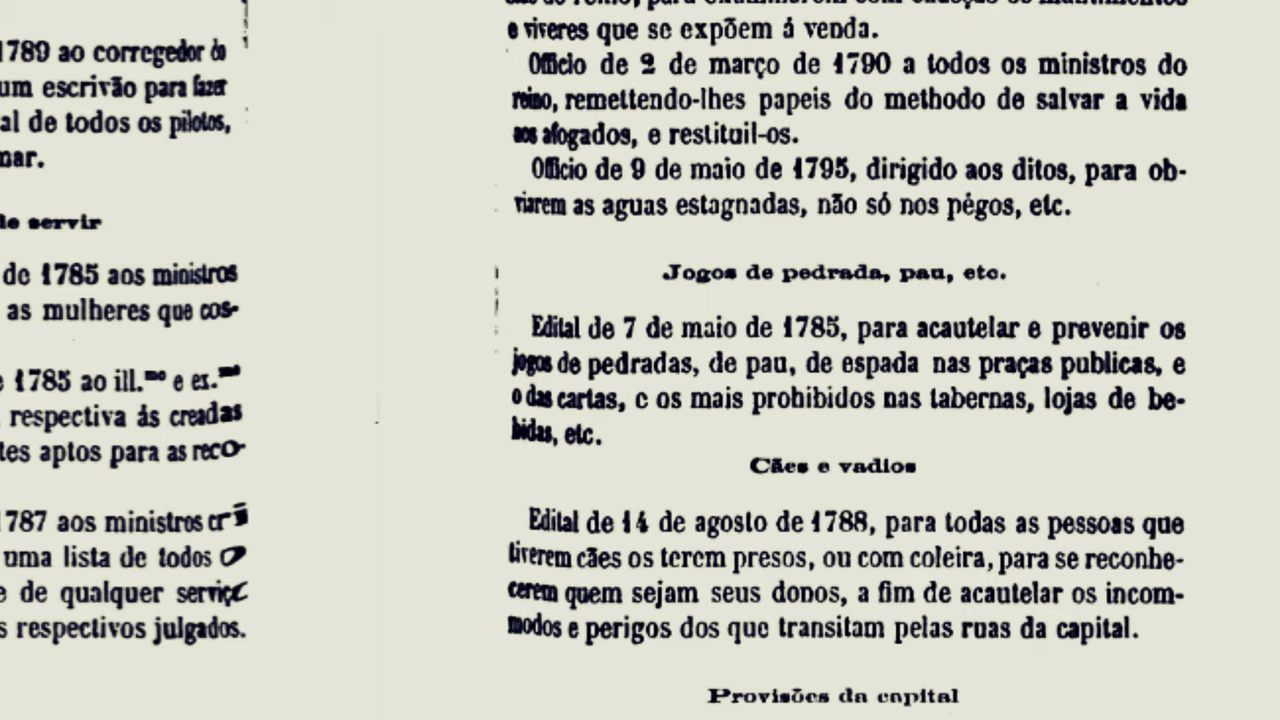 1789 ao corregedor do
um escrivão para fazer
al de todos os pilotos,
mar.
de servir
de 1785 aos ministros
as mulheres que cos-
1785 ao ill.mo e ex.mo
respectiva ás creadas
tes aptos para as reco-
1787 aos ministros cri
uma lista de todos o
e de qualquer serviç
s respectivos julgados.
e viveres que se expõem á venda.
Officio de 2 de março de 1790 a todos os ministros do
reino, remettendo-lhes papeis do methodo de salvar a vida
aos afogados, e restituil-os.
Officio de 9 de maio de 1795, dirigido aos ditos, para ob-
viarem as aguas estagnadas, não só nos pégos, etc.
Jogos de pedrada, pau, etc.
Edital de 7 de maio de 1785, para acautelar e prevenir os
jogos de pedradas, de pau, de espada nas praças publicas, e
o das cartas, e os mais prohibidos nas tabernas, lojas de be-
bidas, etc.
Cães e vadios
Edital de 14 de agosto de 1788, para todas as pessoas que
tiverem cães os terem presos, ou com coleira, para se reconhe-
cerem quem sejam seus donos, a fim de acautelar os incom-
modos e perigos dos que transitam pelas ruas da capital.
Provisões da capital